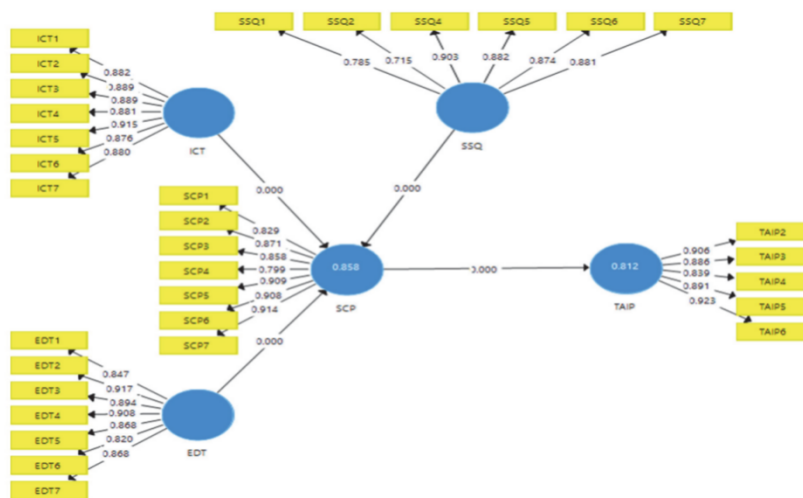 SSQ1 SSQ2 SSQ4 SSQ5 SSQ6 SSQ7
0.785 0.715 0.903 0.882 0.874 0.881
SSQ
ICT1
ICT2
ICT3
ICT4
ICT5
ICT6
ICT7
0.882
0.889
0.889
0.881
0.915
0.876
0.880
ICT
0.000
0.000
SCP1
SCP2
SCP3
SCP4
SCP5
SCP6
SCP7
0.829
0.871
0.858
0.799
0.909
0.908
0.914
0.858
SCP
0.000
0.812
TAIP
0.906
0.886
0.839
0.891
0.923
TAIP2
TAIP3
TAIP4
TAIP5
TAIP6
0.000
EDT1
EDT2
EDT3
EDT4
EDT5
EDT6
EDT7
0.847
0.917
0.894
0.908
0.868
0.820
0.868
EDT